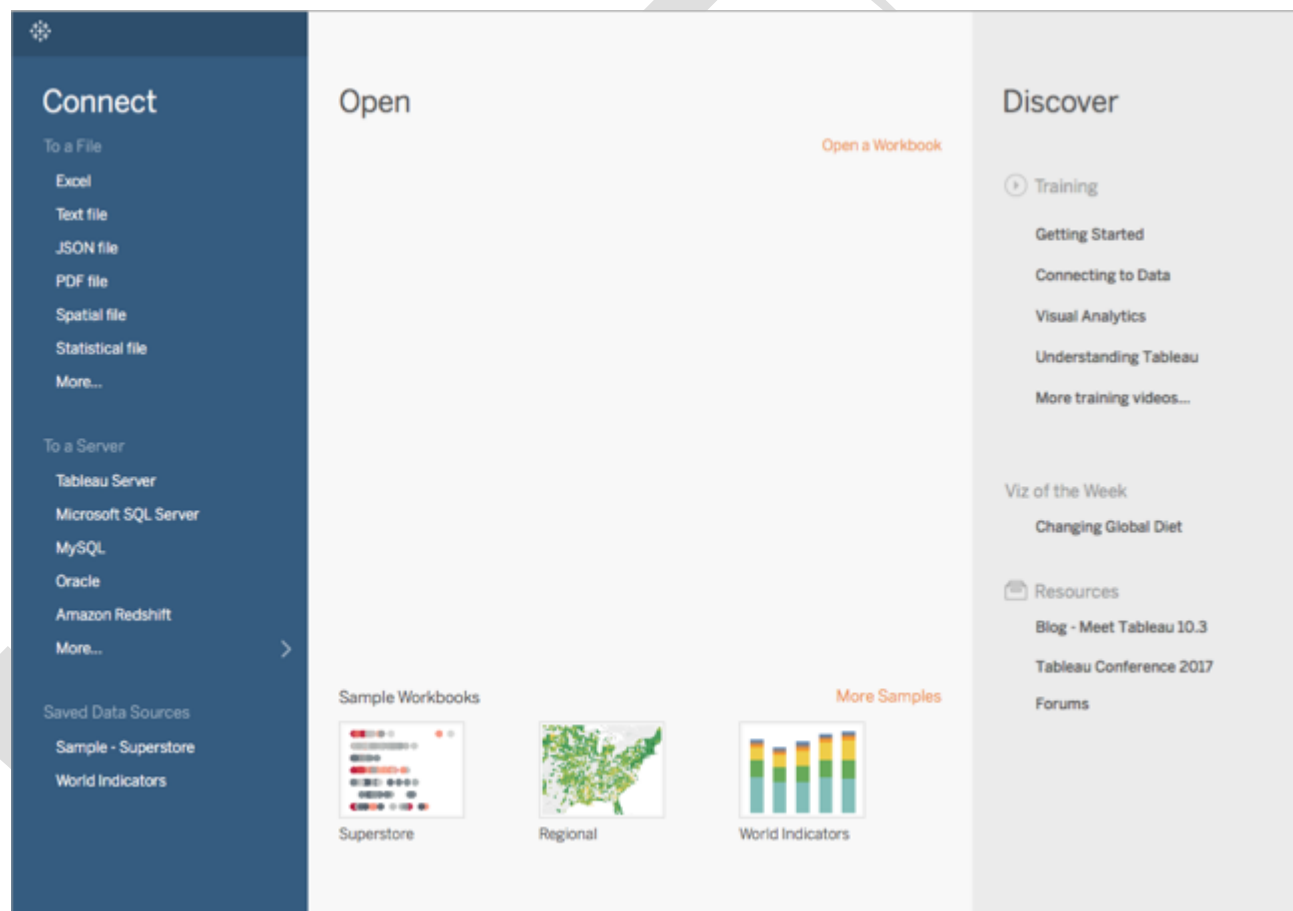 Connect
To a File
Excel
Text file
JSON file
PDF file
Spatial file
Statistical file
More...
To a Server
Tableau Server
Microsoft SQL Server
MySQL
Oracle
Amazon Redshift
More...
Saved Data Sources
Sample - Superstore
World Indicators
Open
Open a Workbook
Sample Workbooks
More Samples
Superstore
Regional
World Indicators
Discover
Training
Getting Started
Connecting to Data
Visual Analytics
Understanding Tableau
More training videos...
Viz of the Week
Changing Global Diet
Resources
Blog - Meet Tableau 10.3
Tableau Conference 2017
Forums